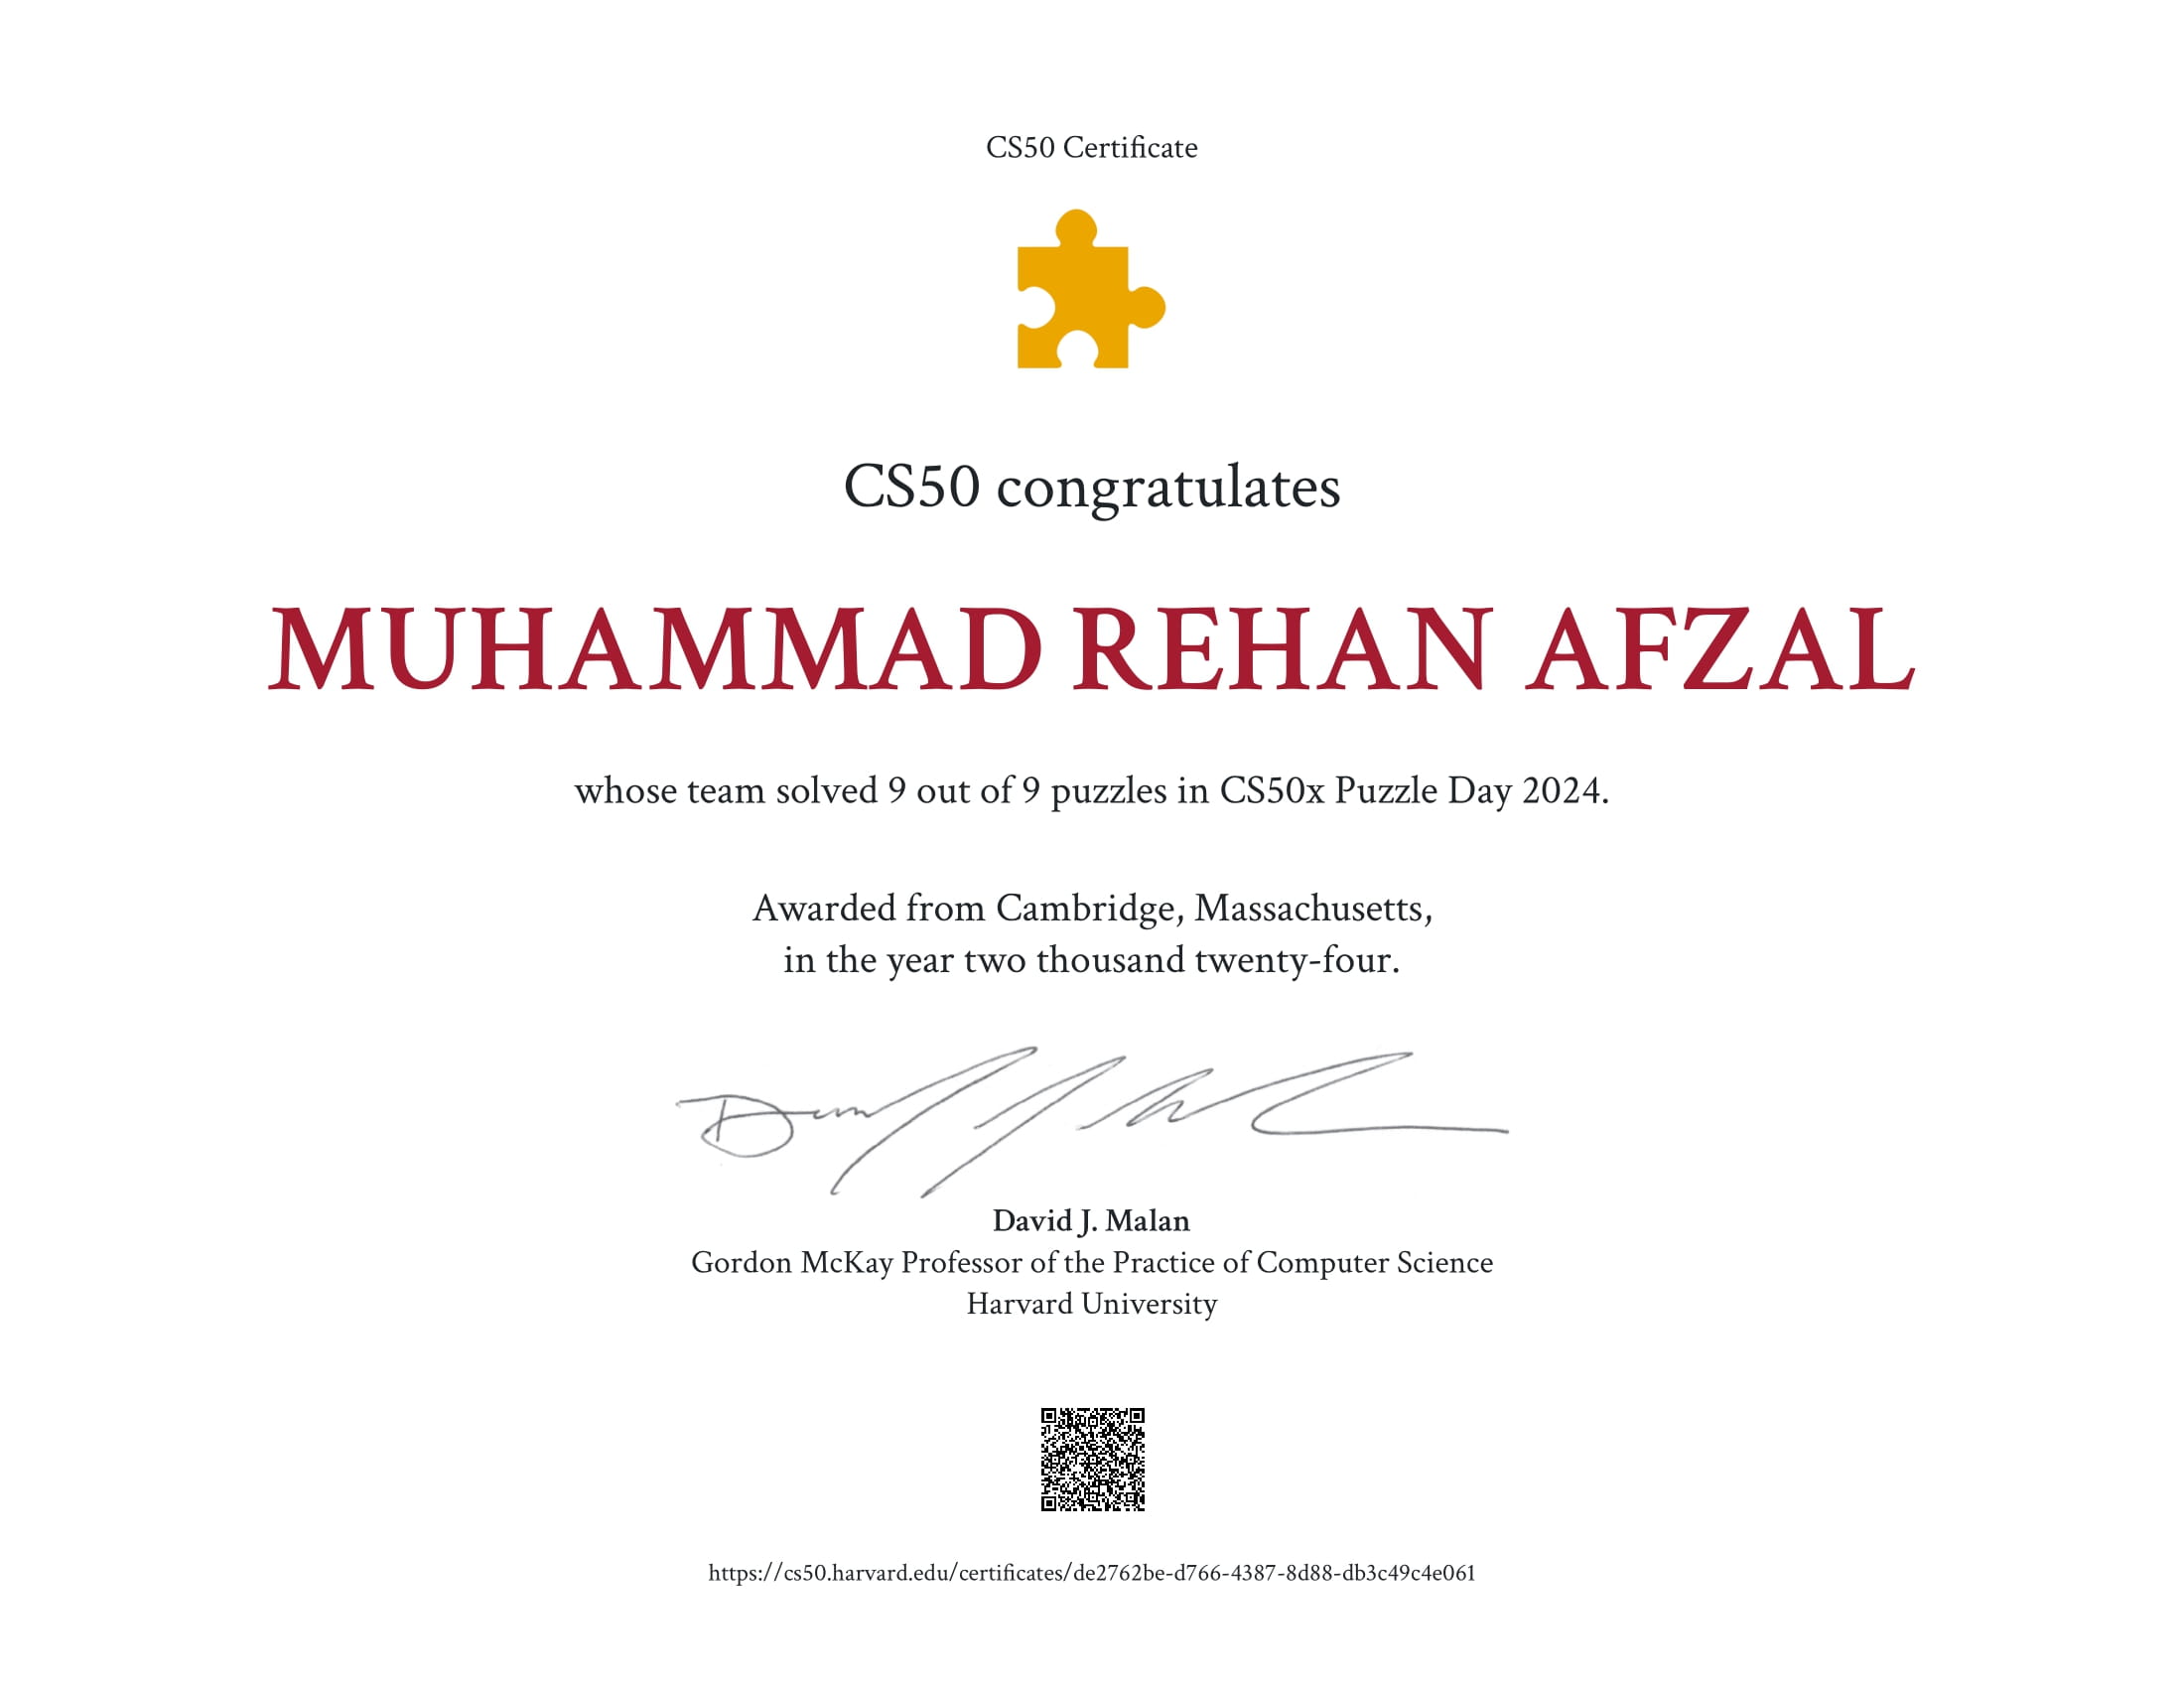 CS50 Certificate
CS50 congratulates
MUHAMMAD REHAN AFZAL
whose team solved 9 out of 9 puzzles in CS50x Puzzle Day 2024.
Awarded from Cambridge, Massachusetts,
in the year two thousand twenty-four.
David J. Malan
Gordon McKay Professor of the Practice of Computer Science
Harvard University
https://cs50.harvard.edu/certificates/de2762be-d766-4387-8d88-db3c49c4e061